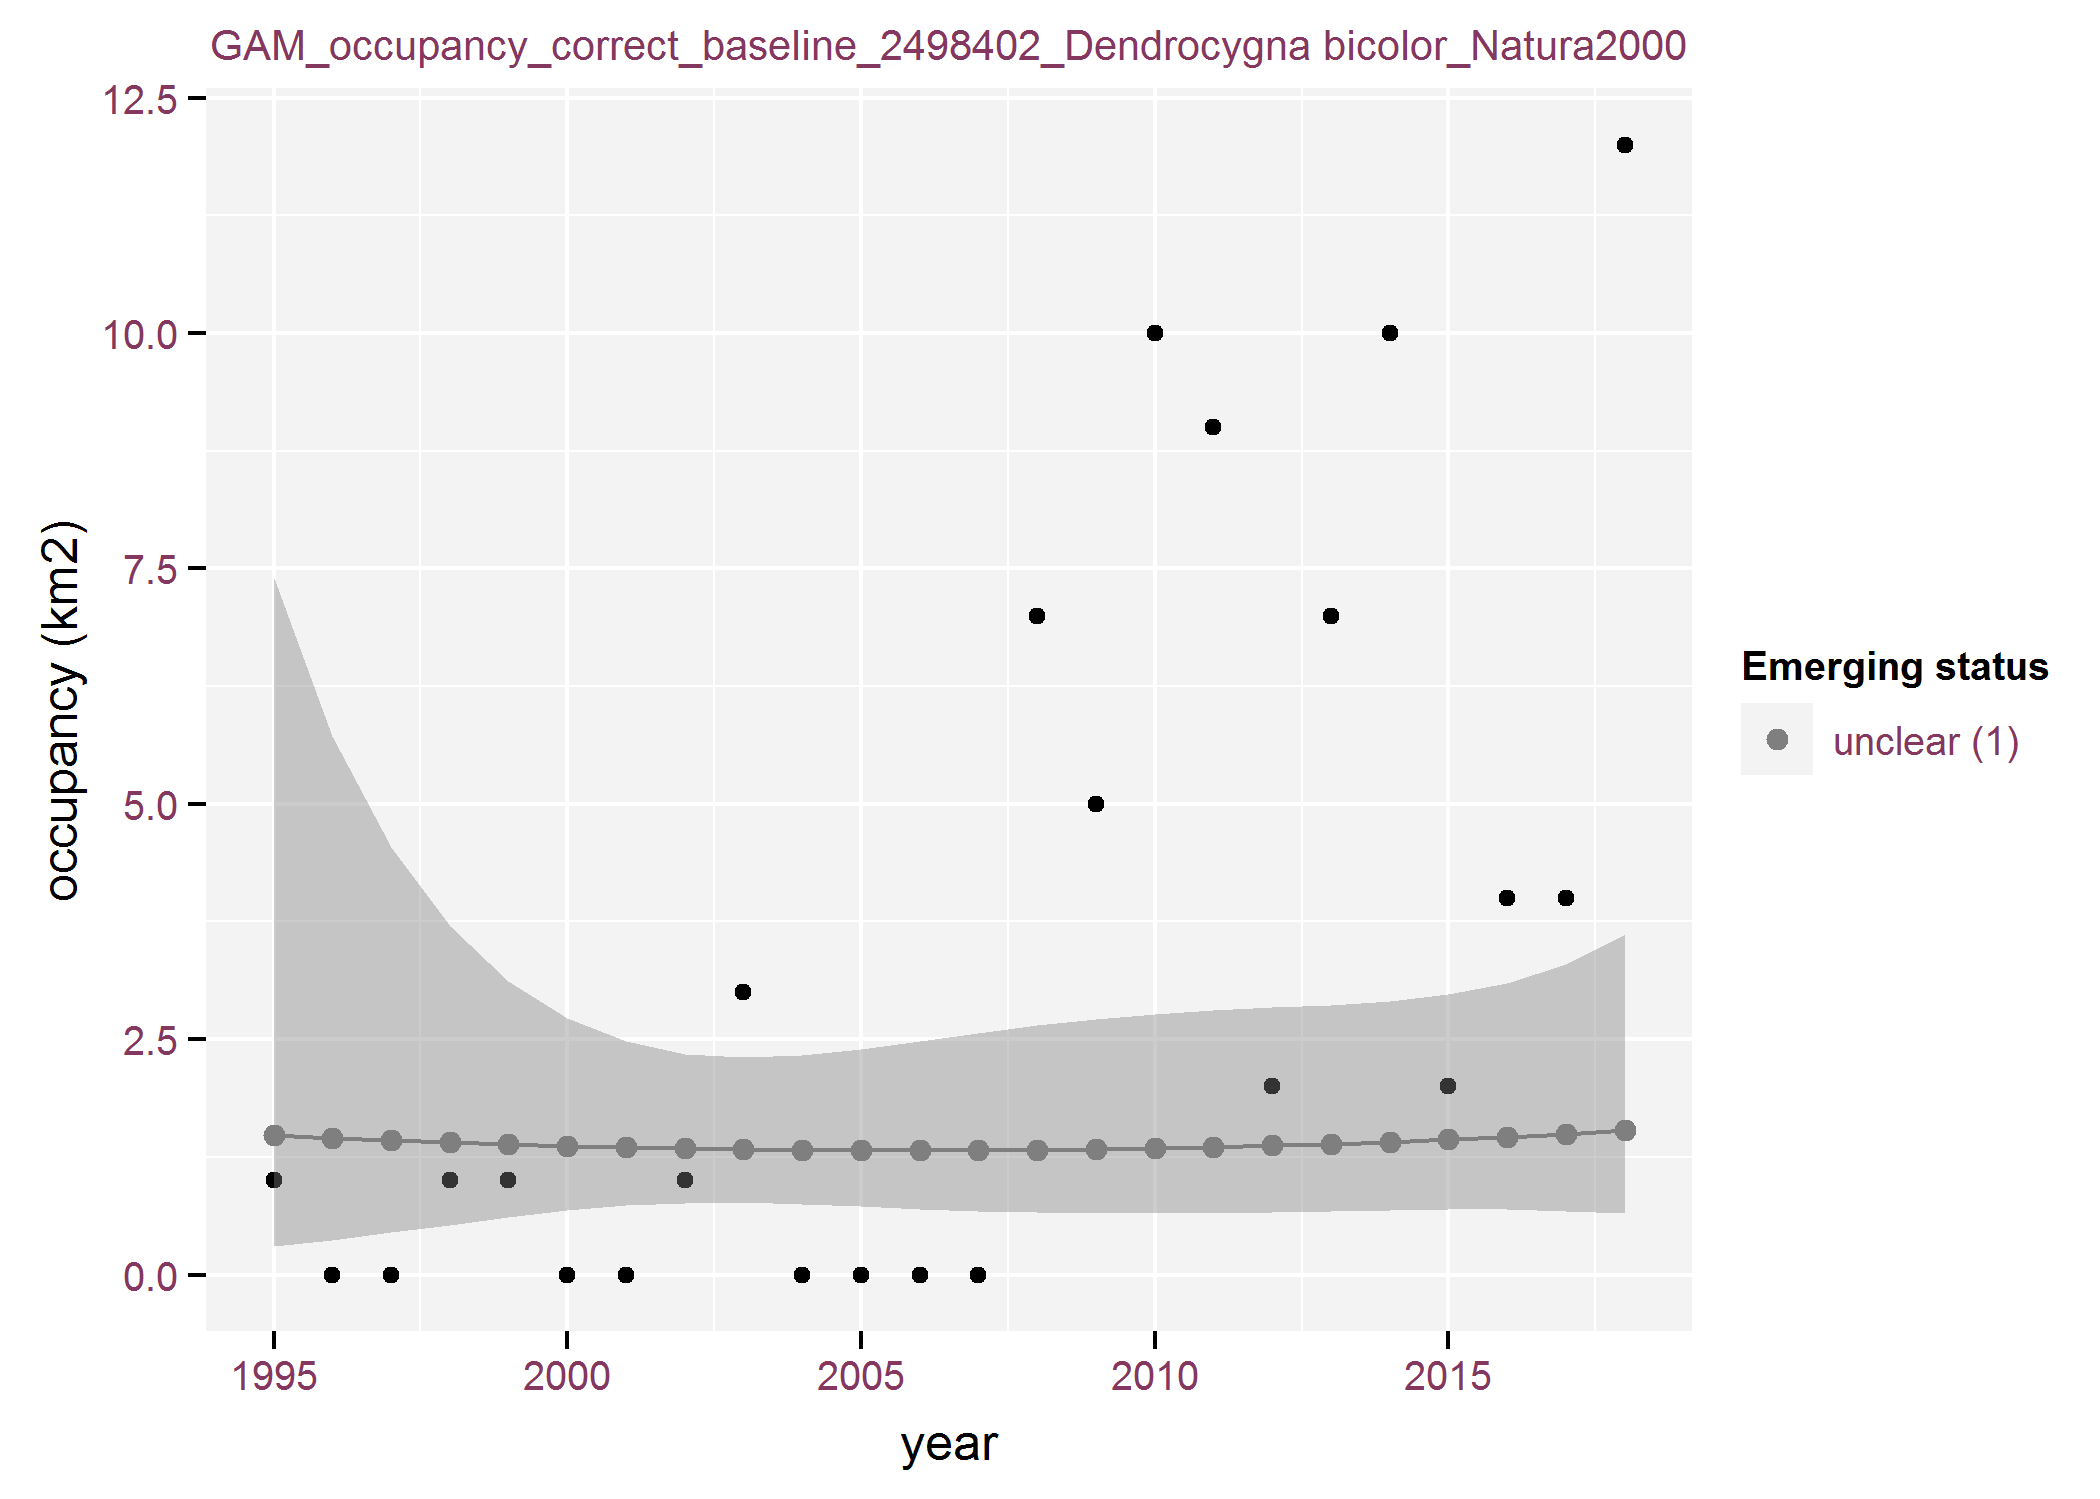 GAM_occupancy_correct_baseline_2498402_Dendrocygna bicolor_Natura2000
12.5
10.0
7.5
5.0
2.5
0.0
occupancy (km2)
1995 2000 2005 2010 2015
year
Emerging status
unclear (1)